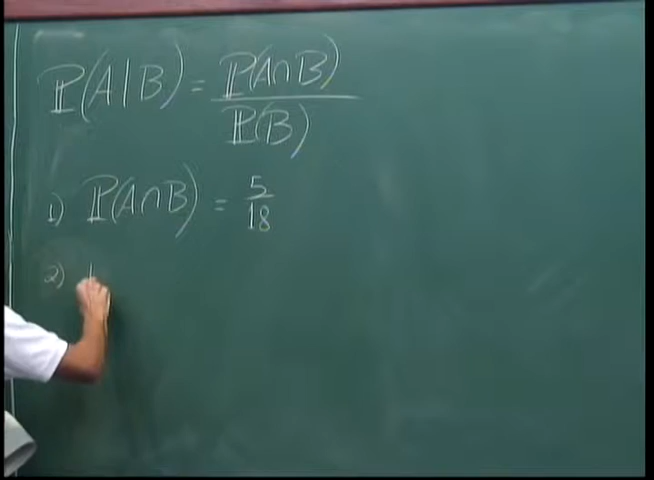 ℙ(A|B) = ℙ(A∩B) / ℙ(B)
1) ℙ(A∩B) = 5/18
2)